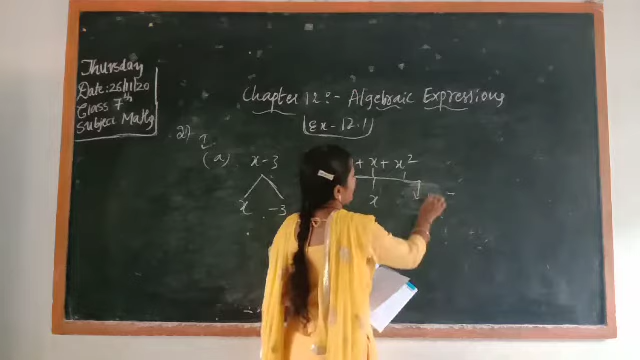 Thursday
Date: 26/11/20
Class 7th
Subject Maths
Chapter 12:- Algebraic Expressions
Ex-12.1
2) I
(a) x-3
+ x + x²
x -3
x